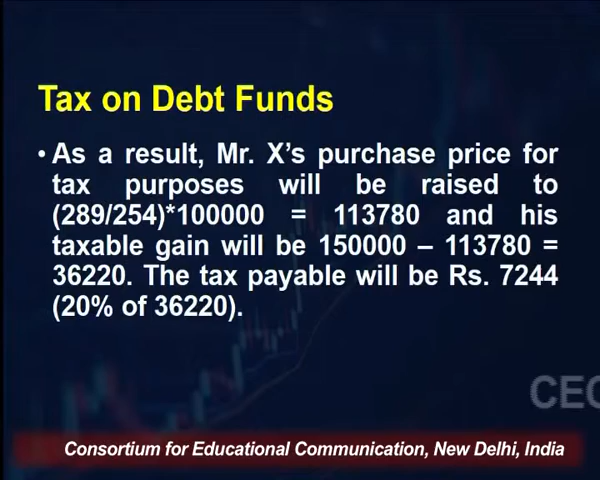 Tax on Debt Funds
• As a result, Mr. X's purchase price for
tax purposes will be raised to
(289/254)*100000 = 113780 and his
taxable gain will be 150000 – 113780 =
36220. The tax payable will be Rs. 7244
(20% of 36220).
CEC
Consortium for Educational Communication, New Delhi, India